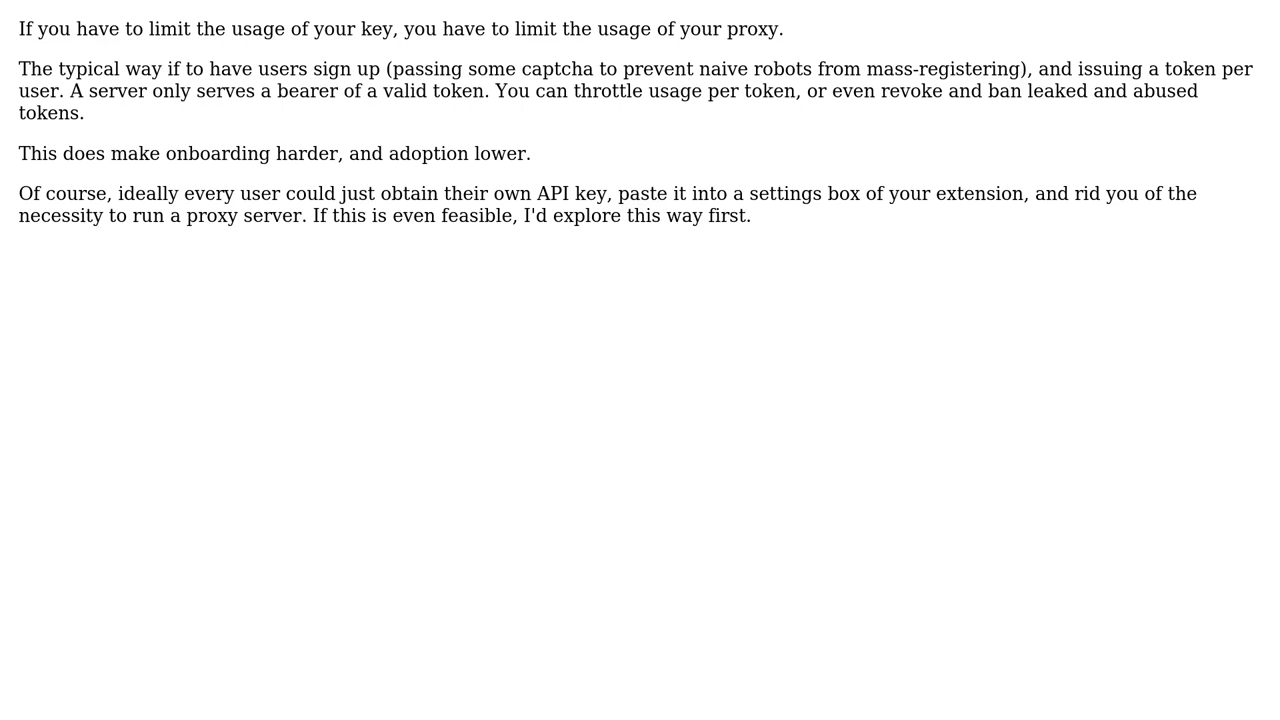 If you have to limit the usage of your key, you have to limit the usage of your proxy.
The typical way if to have users sign up (passing some captcha to prevent naive robots from mass-registering), and issuing a token per
user. A server only serves a bearer of a valid token. You can throttle usage per token, or even revoke and ban leaked and abused
tokens.
This does make onboarding harder, and adoption lower.
Of course, ideally every user could just obtain their own API key, paste it into a settings box of your extension, and rid you of the
necessity to run a proxy server. If this is even feasible, I'd explore this way first.